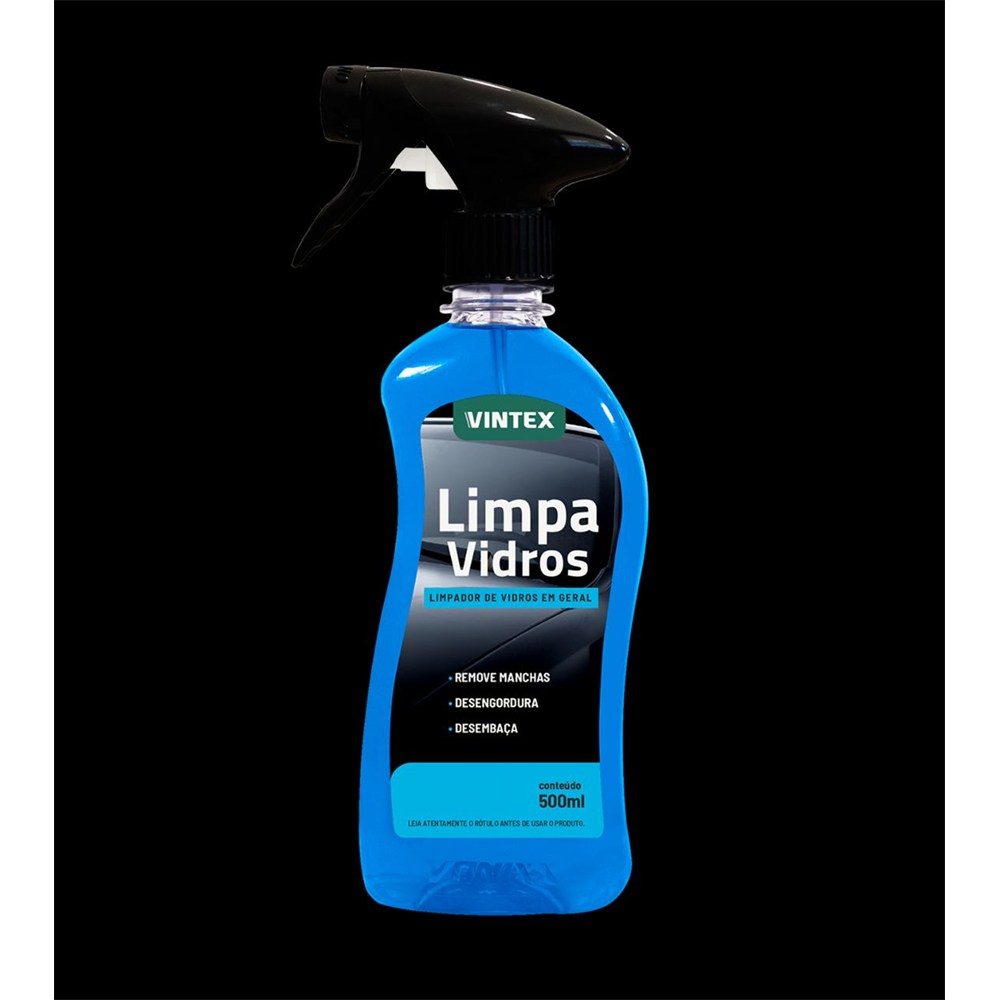 VINTEX
Limpa
Vidros
LIMPADOR DE VIDROS EM GERAL
• REMOVE MANCHAS
• DESENGORDURA
• DESEMBAÇA
conteúdo
500ml
LEIA ATENTAMENTE O RÓTULO ANTES DE USAR O PRODUTO.